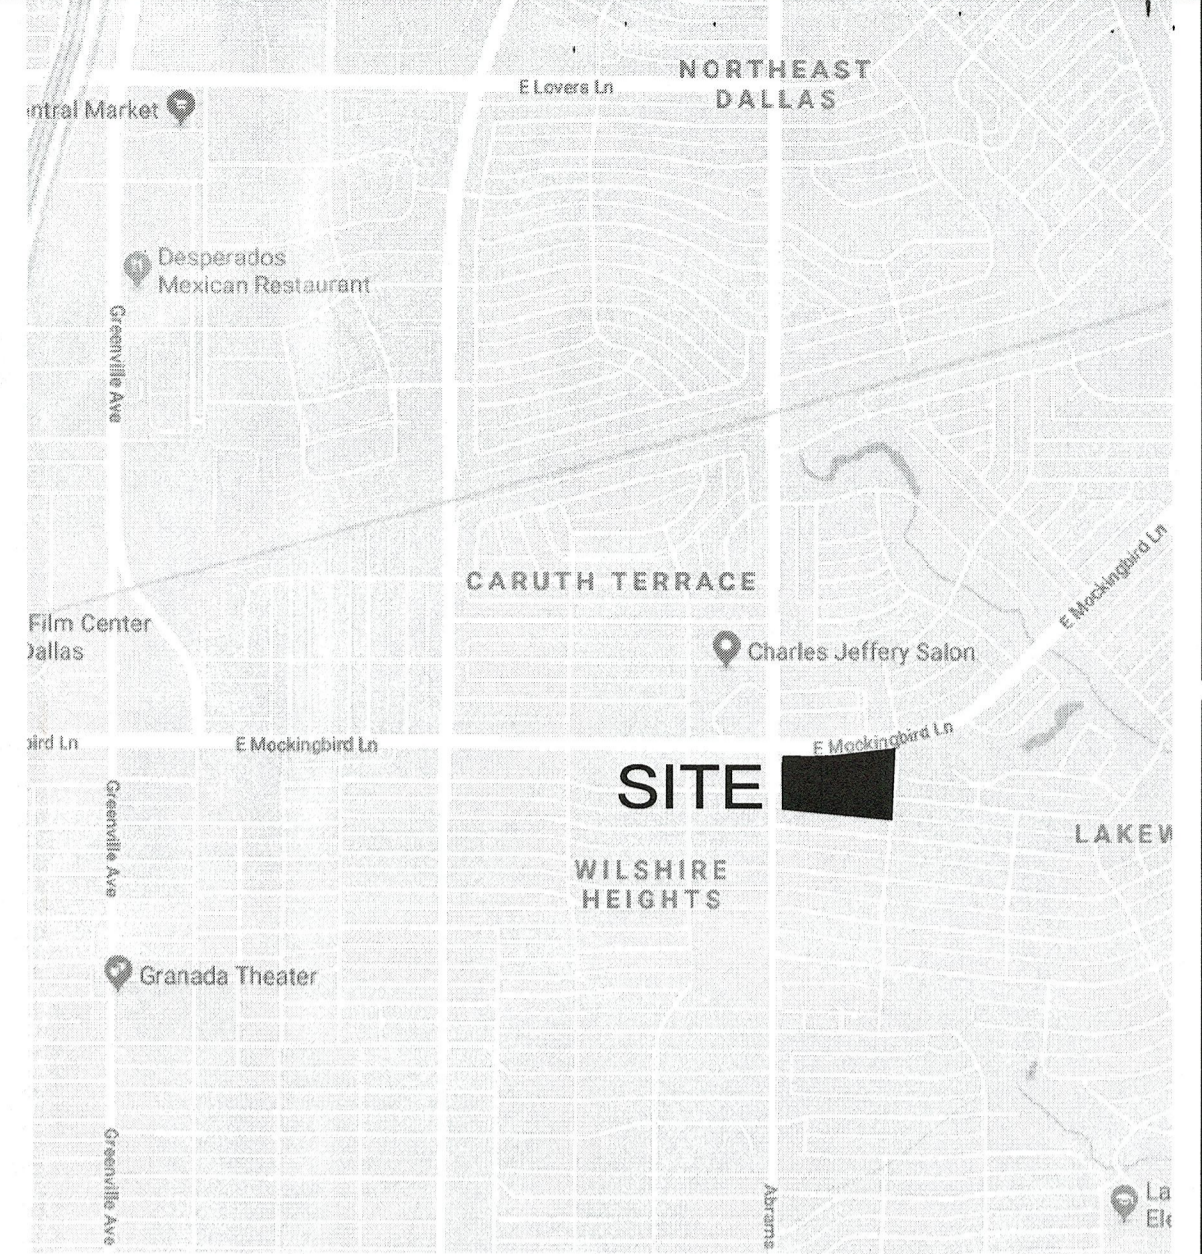 NORTHEAST
DALLAS
E Lovers Ln
ntral Market
Desperados
Mexican Restaurant
Greenville Ave
E Mockingbird Ln
CARUTH TERRACE
Film Center
Dallas
Charles Jeffery Salon
bird Ln
E Mockingbird Ln
E Mockingbird Ln
SITE
Greenville Ave
LAKEW
WILSHIRE
HEIGHTS
Granada Theater
Greenville Ave
Abrams
La
Ele